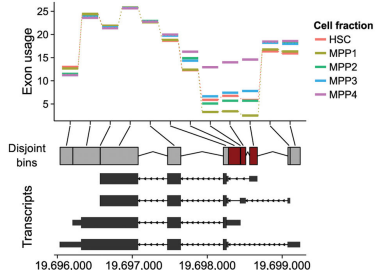 Exon usage
25
20
15
10
5
Cell fraction
HSC
MPP1
MPP2
MPP3
MPP4
Disjoint
bins
Transcripts
19.696.000 19.697.000 19.698.000 19.699.000